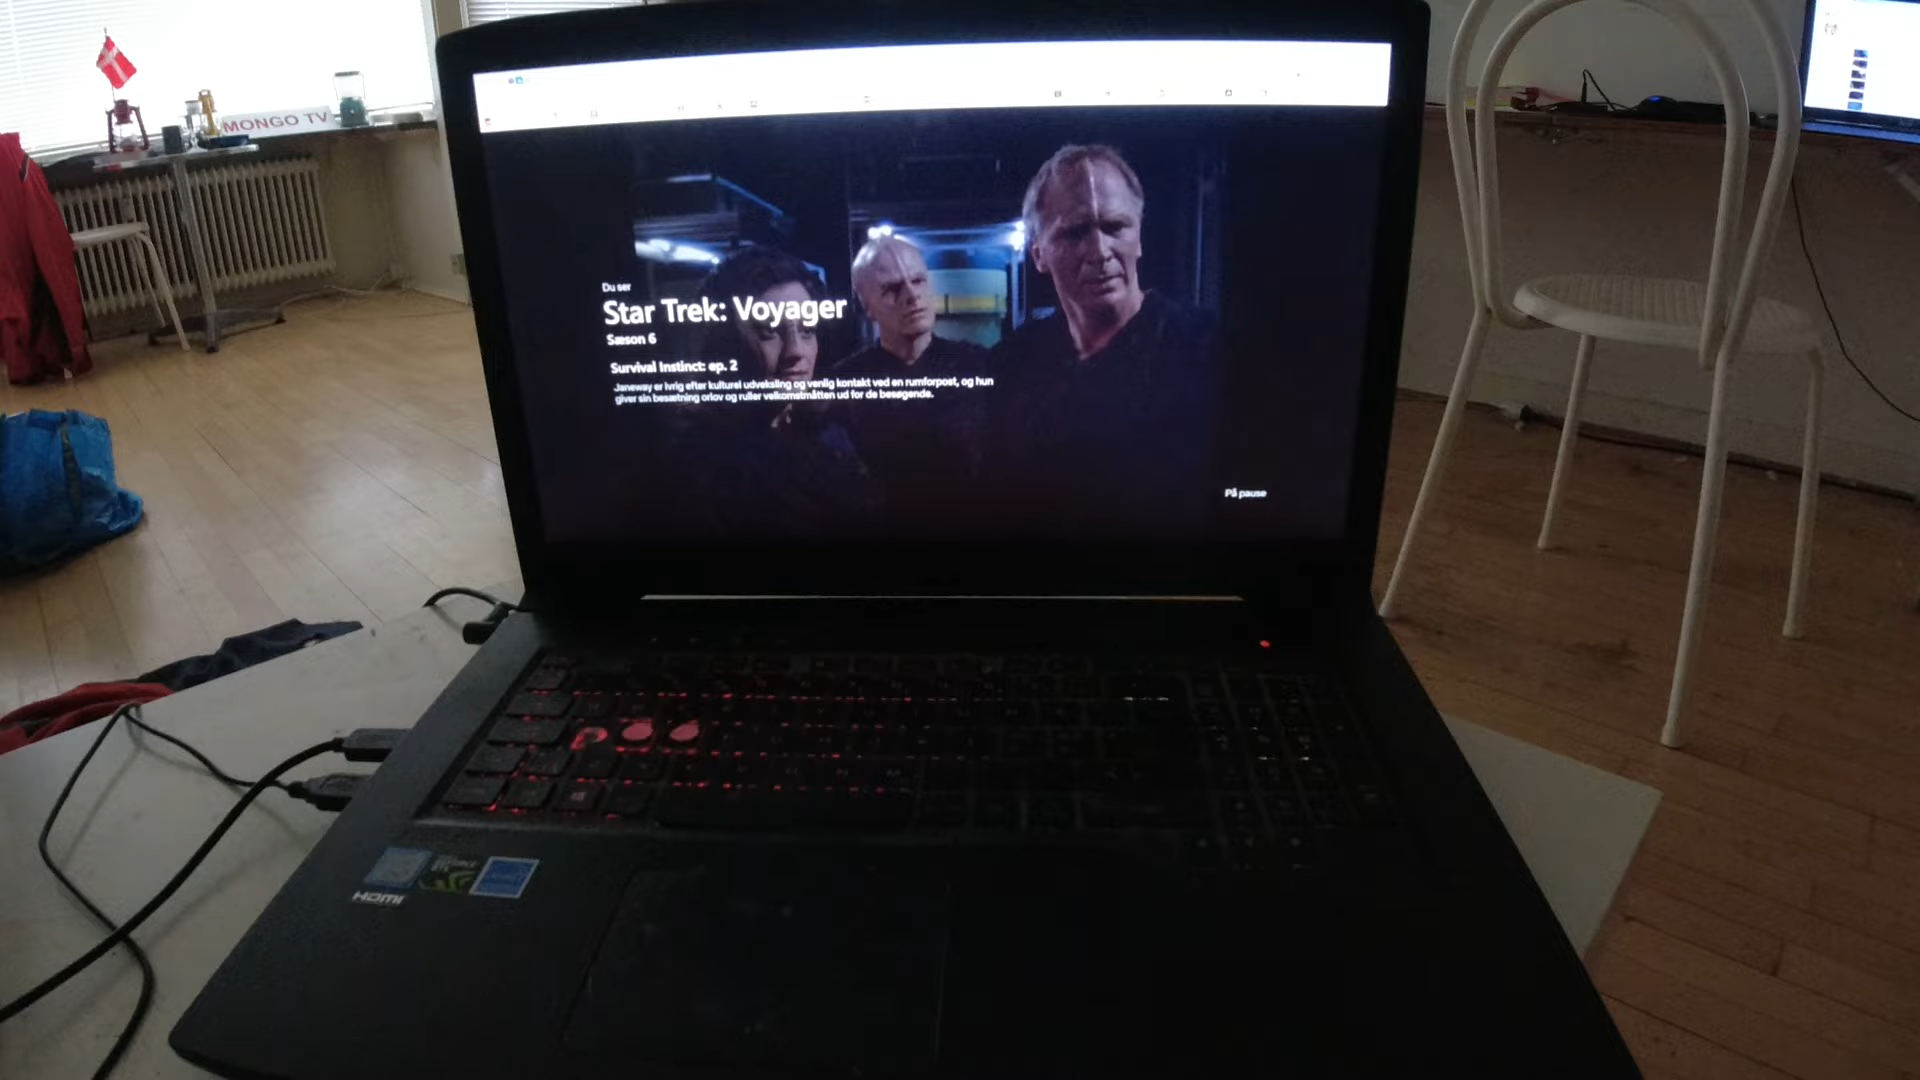 MONGO TV
Du ser
Star Trek: Voyager
Sæson 6
Survival Instinct: ep. 2
Janeway er ivrig efter kulturel udveksling og venlig kontakt ved en rumforpost, og hun
giver sin besætning orlov og ruller velkomstmåtten ud for de besøgende.
På pause
HDMI